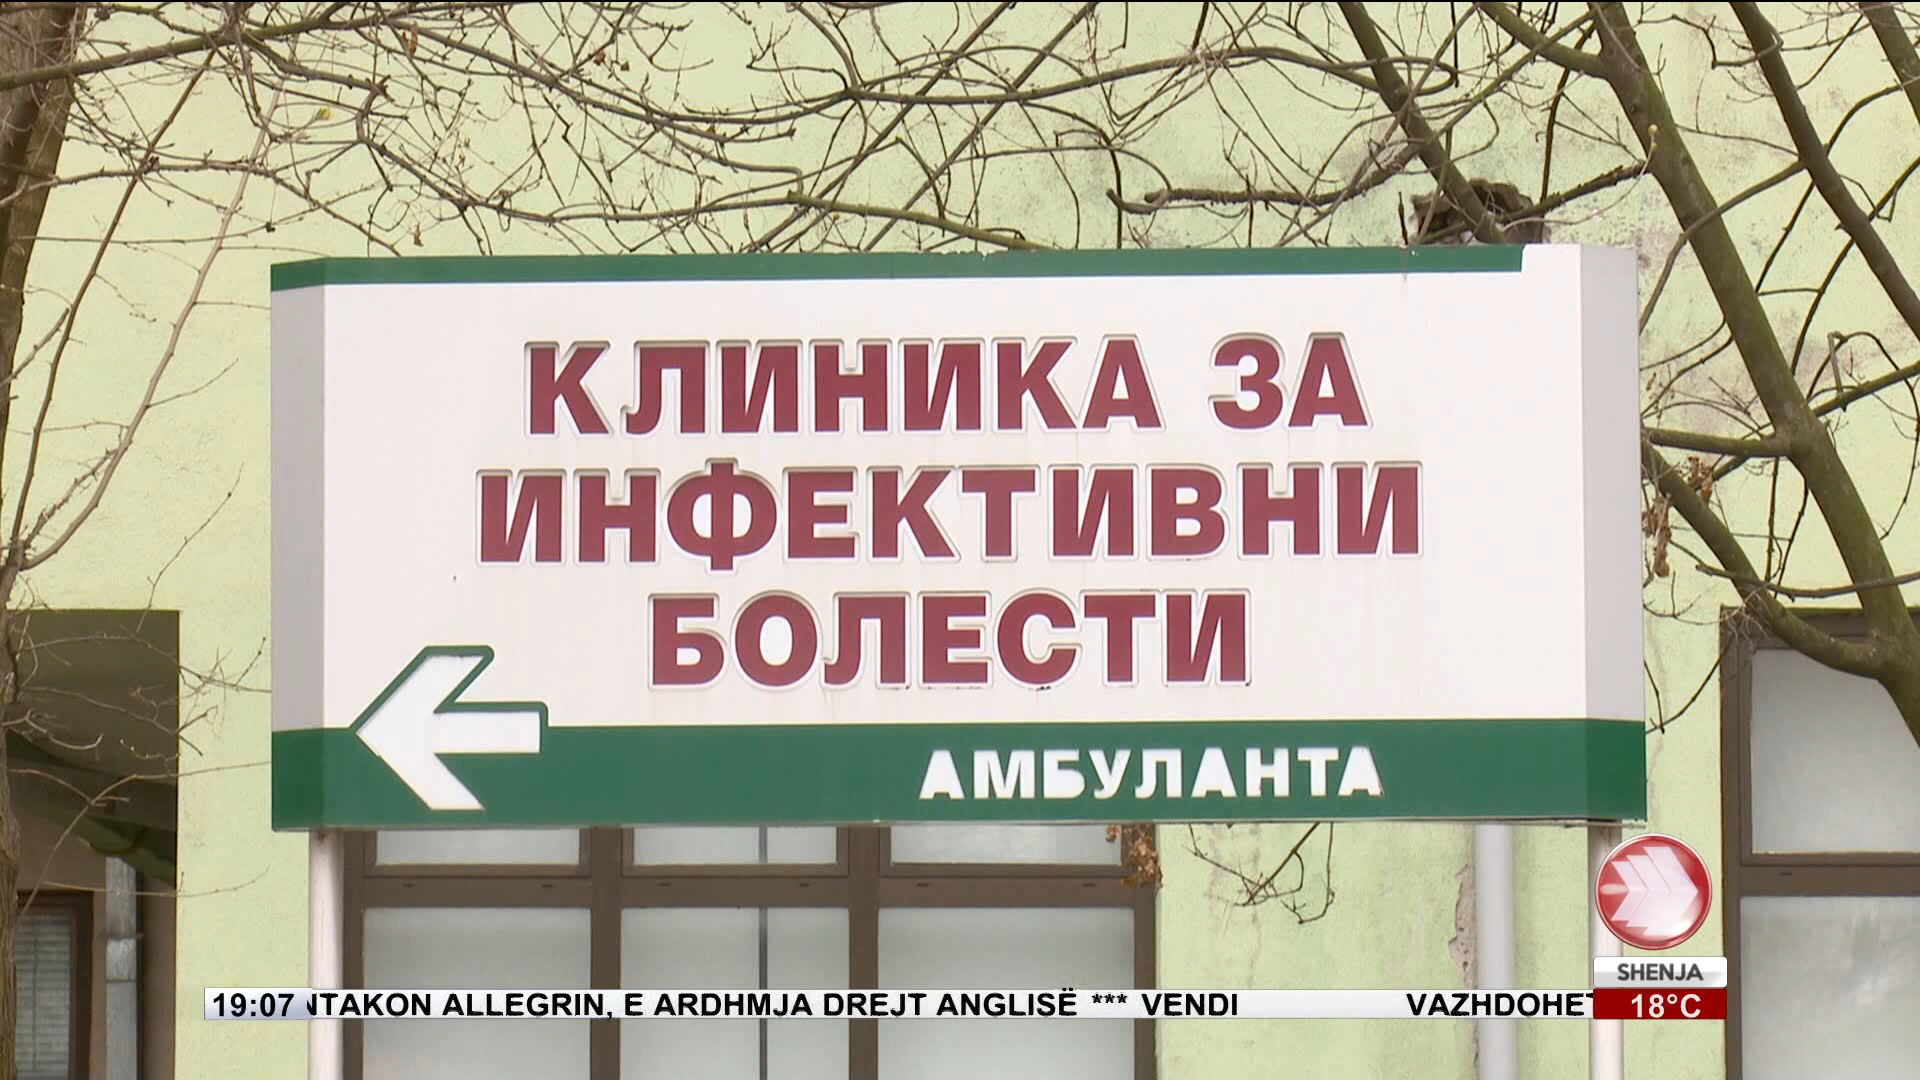 КЛИНИКА ЗА
ИНФЕКТИВНИ
БОЛЕСТИ
АМБУЛАНТА
SHENJA
19:07 NTAKON ALLEGRIN, E ARDHMJA DREJT ANGLISË *** VENDI VAZHDOHET 18°C